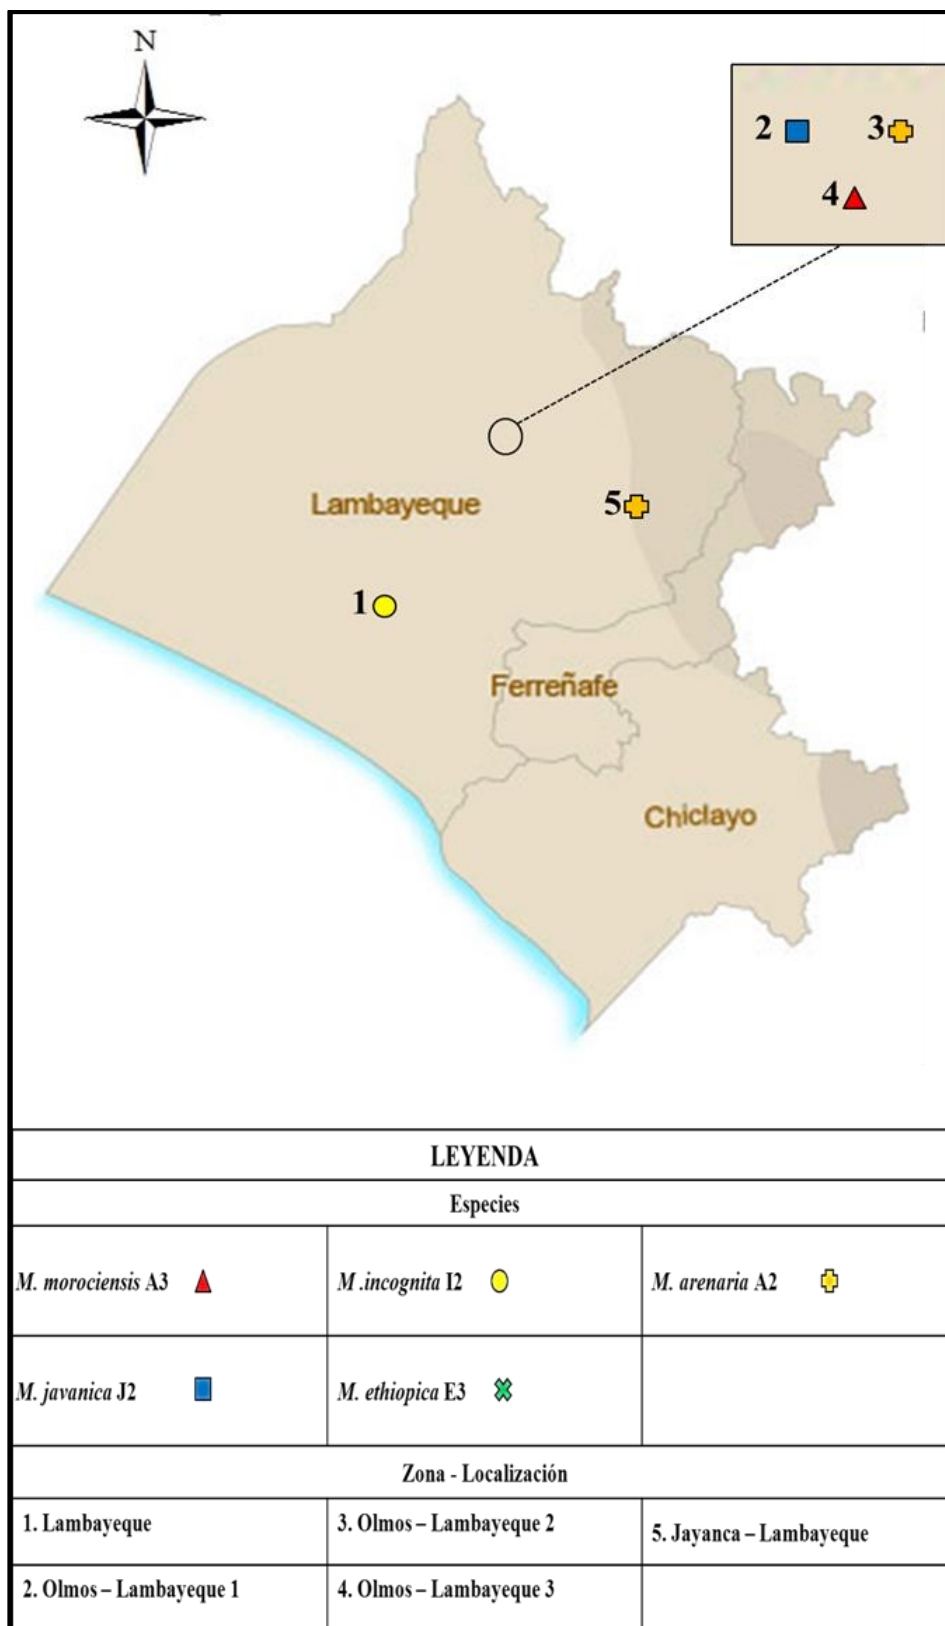 N
2
3
4
Lambayeque
5
1
Ferreñafe
Chiclayo
LEYENDA
Especies
M. morociensis A3
M .incognita I2
M. arenaria A2
M. javanica J2
M. ethiopica E3
Zona - Localización
1. Lambayeque
3. Olmos – Lambayeque 2
5. Jayanca – Lambayeque
2. Olmos – Lambayeque 1
4. Olmos – Lambayeque 3